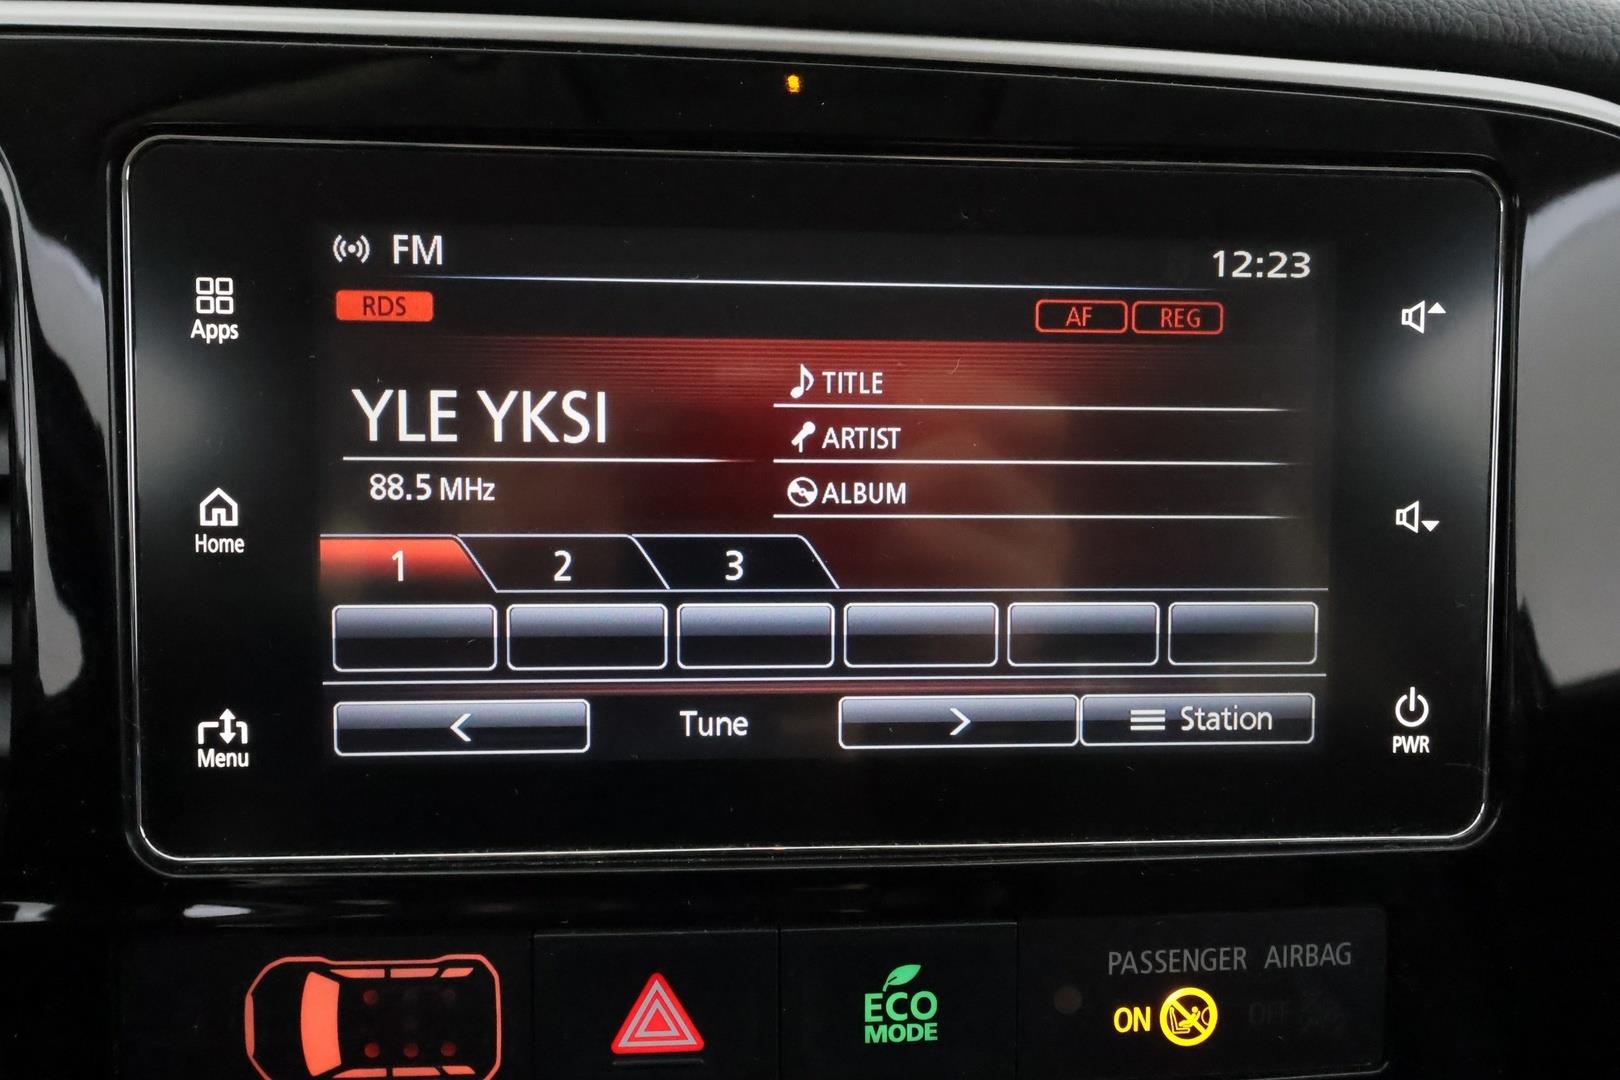 FM
12:23
RDS
AF REG
Apps
YLE YKSI
88.5 MHz
TITLE
ARTIST
ALBUM
Home
1 2 3
< Tune > Station
Menu
PWR
ECO
MODE
PASSENGER AIRBAG
ON OFF